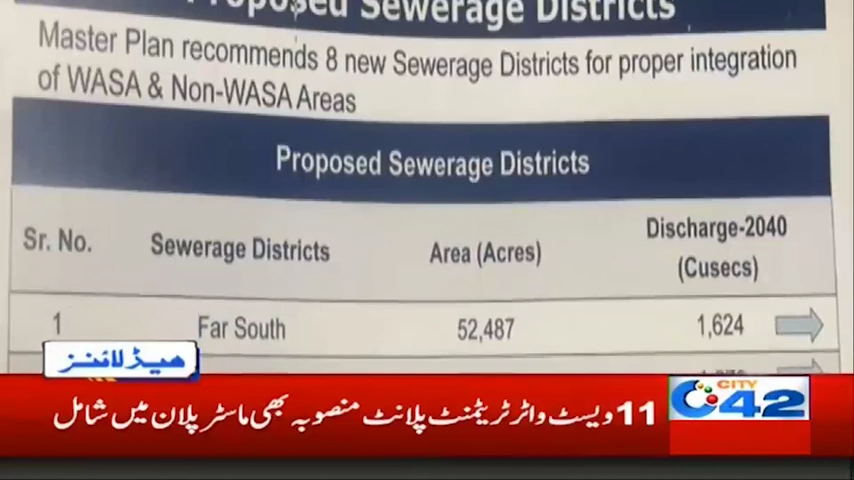 Proposed Sewerage Districts
Master Plan recommends 8 new Sewerage Districts for proper integration
of WASA & Non-WASA Areas
Proposed Sewerage Districts
Sr. No. Sewerage Districts Area (Acres) Discharge-2040 (Cusecs)
1 Far South 52,487 1,624
ہیڈلائنز
11 ویسٹ واٹر ٹریٹمنٹ پلانٹ منصوبہ بھی ماسٹر پلان میں شامل
CITY 42